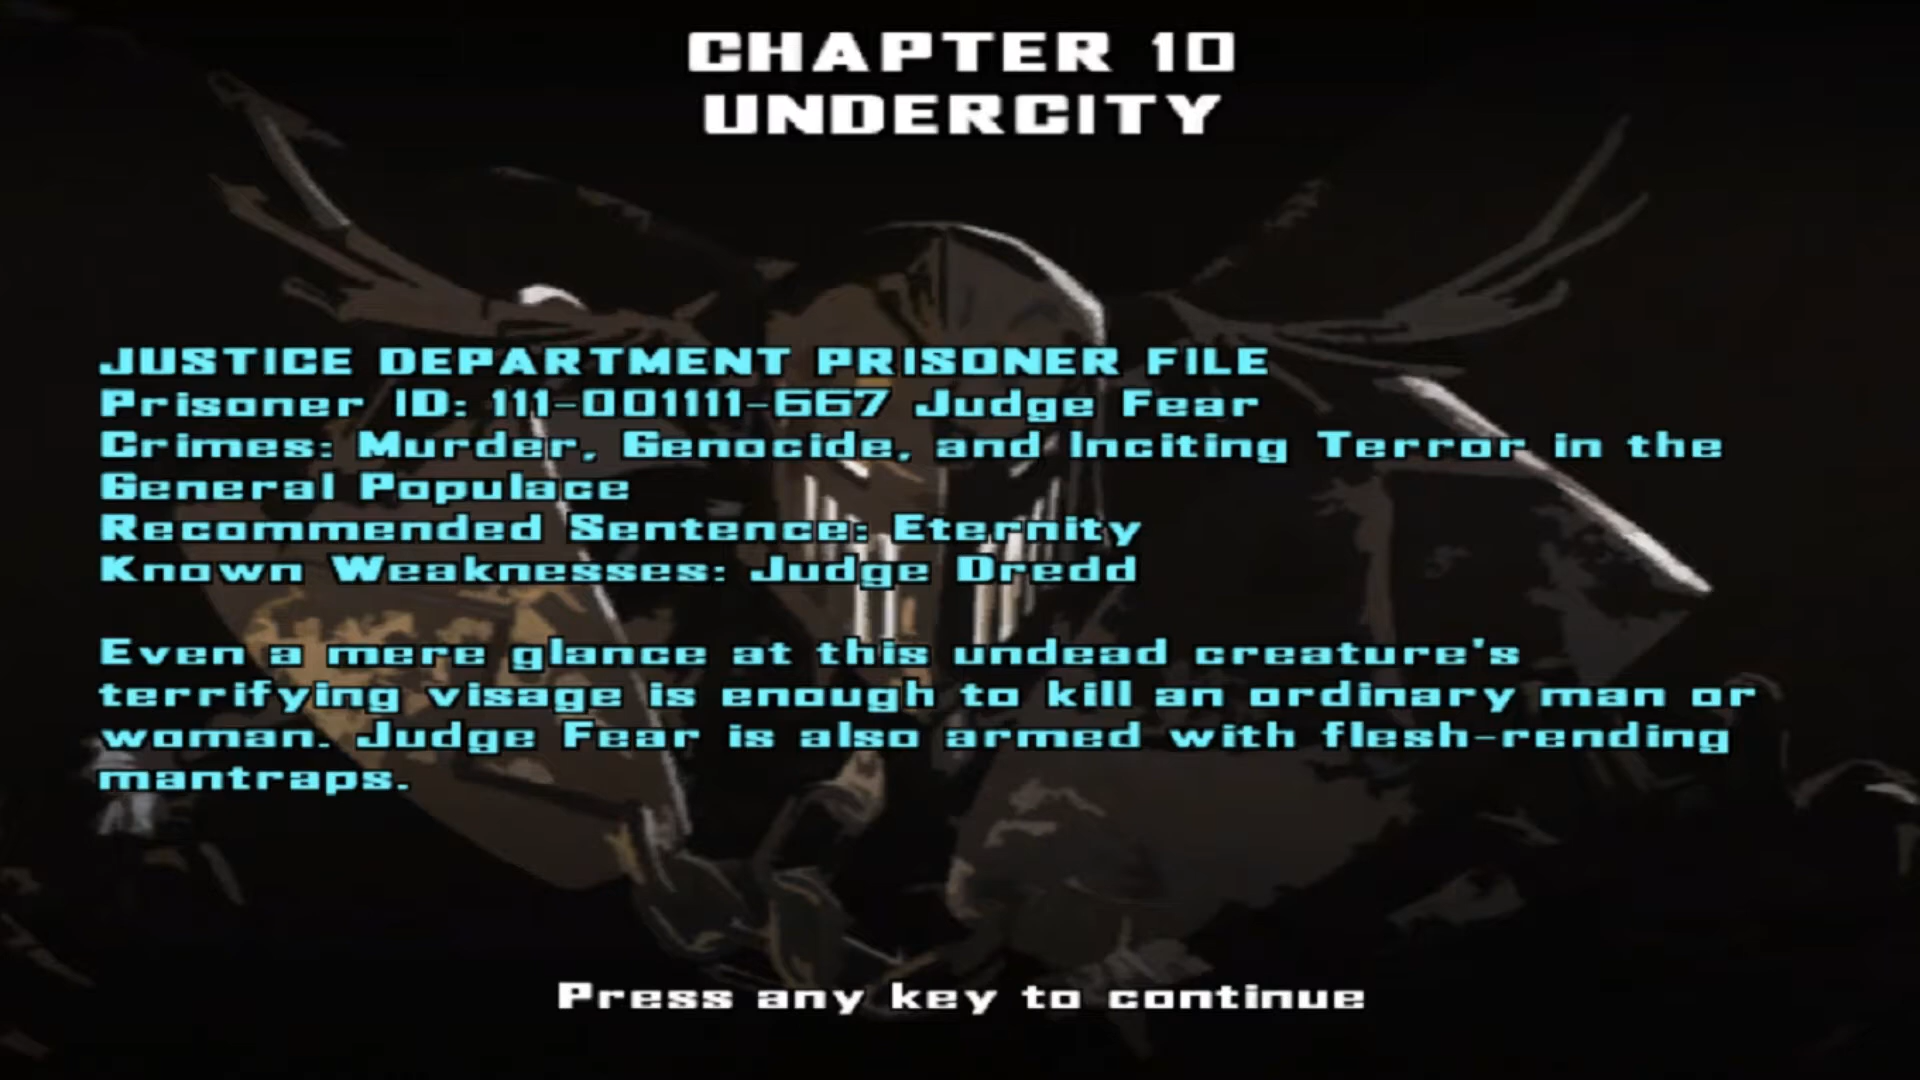 CHAPTER 10
UNDERCITY
JUSTICE DEPARTMENT PRISONER FILE
Prisoner ID: 111-001111-667 Judge Fear
Crimes: Murder, Genocide, and Inciting Terror in the
General Populace
Recommended Sentence: Eternity
Known Weaknesses: Judge Dredd
Even a mere glance at this undead creature's
terrifying visage is enough to kill an ordinary man or
woman. Judge Fear is also armed with flesh-rending
mantraps.
Press any key to continue